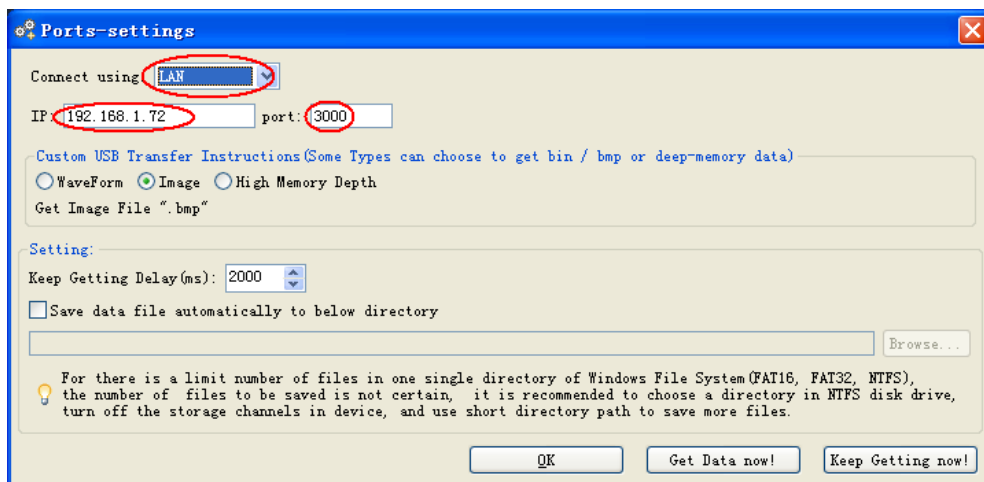 Ports-settings
Connect using: LAN
IP: 192.168.1.72 port: 3000
Custom USB Transfer Instructions(Some Types can choose to get bin / bmp or deep-memory data)
WaveForm Image High Memory Depth
Get Image File ".bmp"
Setting:
Keep Getting Delay(ms): 2000
Save data file automatically to below directory
Browse...
For there is a limit number of files in one single directory of Windows File System(FAT16, FAT32, NTFS),
the number of files to be saved is not certain, it is recommended to choose a directory in NTFS disk drive,
turn off the storage channels in device, and use short directory path to save more files.
OK Get Data now! Keep Getting now!